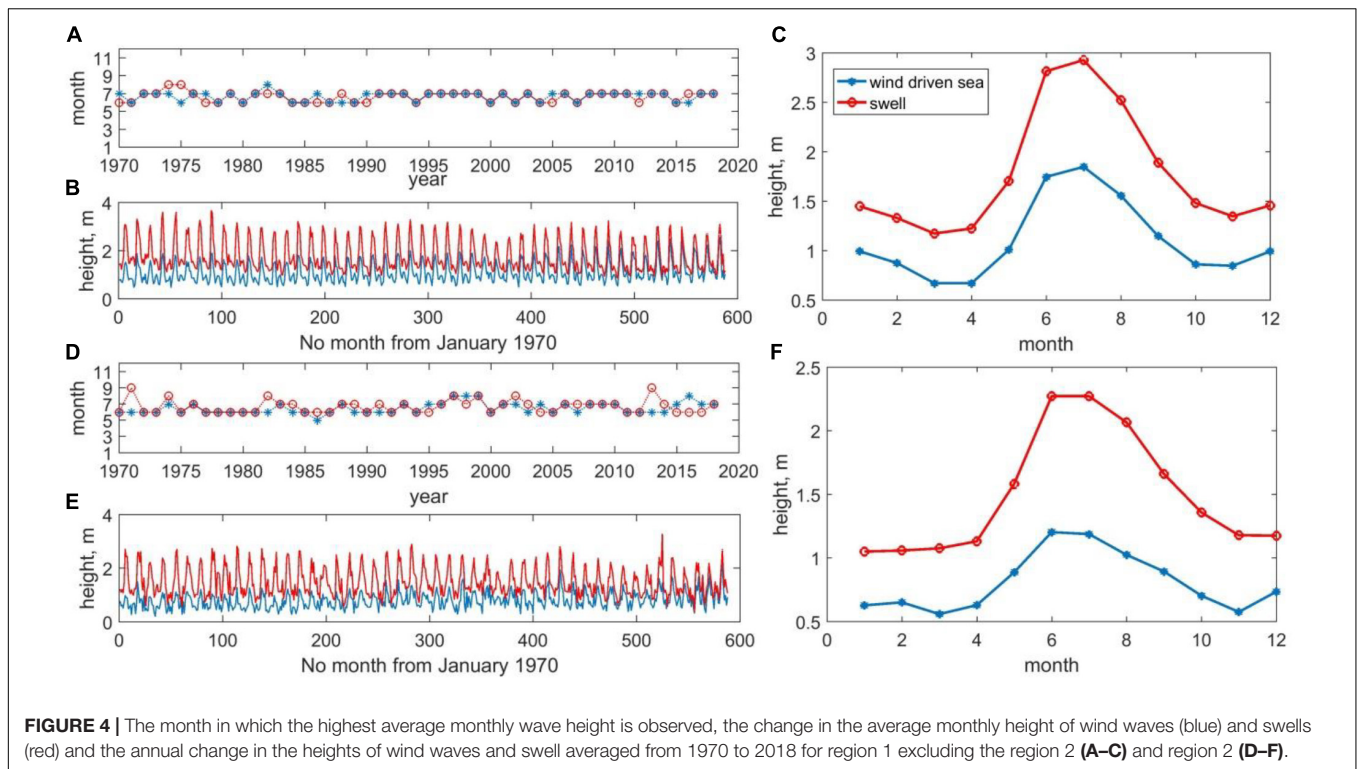 A
month
11
9
7
5
3
1
1970 1975 1980 1985 1990 1995 2000 2005 2010 2015 2020
year
B
height, m
4
2
0
0 100 200 300 400 500 600
No month from January 1970
C
wind driven sea
swell
height, m
3
2.5
2
1.5
1
0.5
0 2 4 6 8 10 12
month
D
month
11
9
7
5
3
1
1970 1975 1980 1985 1990 1995 2000 2005 2010 2015 2020
year
E
height, m
4
2
0
0 100 200 300 400 500 600
No month from January 1970
F
height, m
2.5
2
1.5
1
0.5
0 2 4 6 8 10 12
month
FIGURE 4 | The month in which the highest average monthly wave height is observed, the change in the average monthly height of wind waves (blue) and swells
(red) and the annual change in the heights of wind waves and swell averaged from 1970 to 2018 for region 1 excluding the region 2 (A–C) and region 2 (D–F).